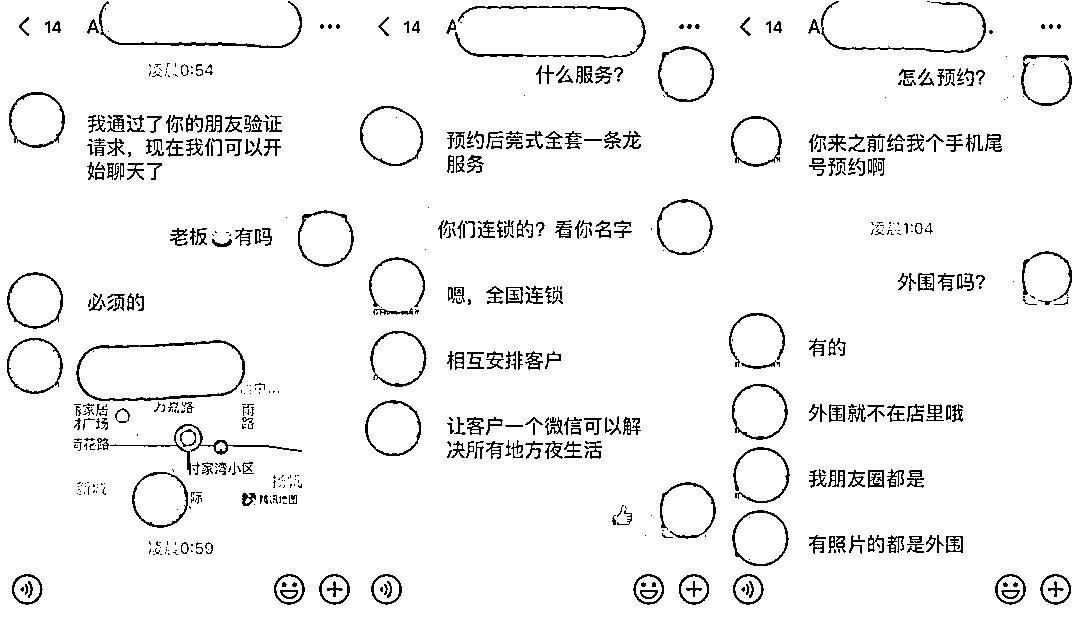 14
A
凌晨0:54
我通过了你的朋友验证
请求，现在我们可以开
始聊天了
老板有吗
必须的
家居
广场
万宛路
雨
路
荷花路
付家湾小区
新城
际
扬帆
腾讯地图
凌晨0:59
14
A
什么服务？
预约后莞式全套一条龙
服务
你们连锁的？看你名字
嗯，全国连锁
相互安排客户
让客户一个微信可以解
决所有地方夜生活
14
A
怎么预约？
你来之前给我个手机尾
号预约啊
凌晨1:04
外围有吗？
有的
外围就不在店里哦
我朋友圈都是
有照片的都是外围